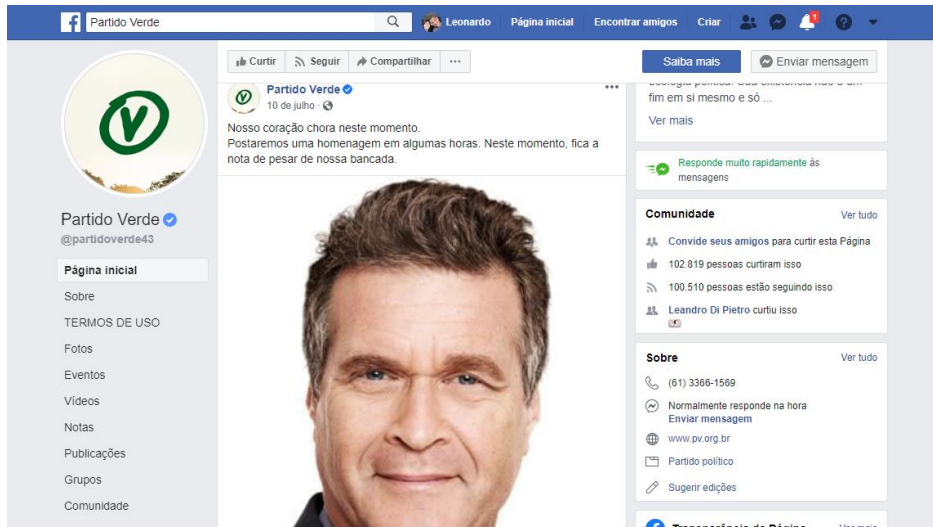 Partido Verde
Leonardo
Página inicial
Encontrar amigos
Criar
1
Curtir
Seguir
Compartilhar
Saiba mais
Enviar mensagem
Partido Verde
@partidoverde43
Página inicial
Sobre
TERMOS DE USO
Fotos
Eventos
Vídeos
Notas
Publicações
Grupos
Comunidade
Partido Verde
10 de julho
Nosso coração chora neste momento.
Postaremos uma homenagem em algumas horas. Neste momento, fica a
nota de pesar de nossa bancada.
fim em si mesmo e só ...
Ver mais
Responde muito rapidamente às
mensagens
Comunidade Ver tudo
Convide seus amigos para curtir esta Página
102.819 pessoas curtiram isso
100.510 pessoas estão seguindo isso
Leandro Di Pietro curtiu isso
Sobre Ver tudo
(61) 3366-1569
Normalmente responde na hora
Enviar mensagem
www.pv.org.br
Partido político
Sugerir edições
Transparência da Página Ver mais